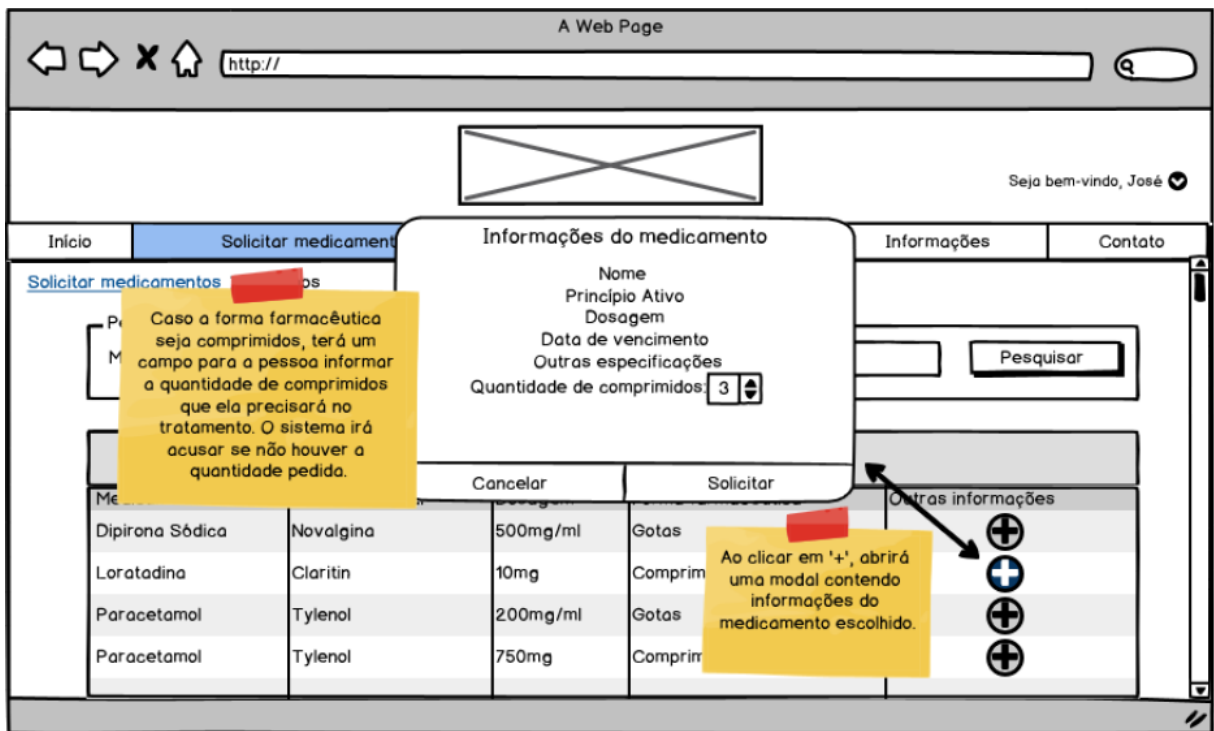 A Web Page
http://
Seja bem-vindo, José
Início
Solicitar
Informações
Contato
Solicitar medicamentos
Informações do medicamento
Nome
Princípio Ativo
Dosagem
Data de vencimento
Outras especificações
Quantidade de comprimidos: 3
Cancelar
Solicitar
Caso a forma farmacêutica
seja comprimidos, terá um
campo para a pessoa informar
a quantidade de comprimidos
que ela precisará no
tratamento. O sistema irá
acusar se não houver a
quantidade pedida.
Pesquisar
Outras informações
Dipirona Sódica
Novalgina
500mg/ml
Gotas
Loratadina
Claritin
10mg
Paracetamol
Tylenol
200mg/ml
Gotas
Paracetamol
Tylenol
750mg
Ao clicar em '+', abrirá
uma modal contendo
informações do
medicamento escolhido.